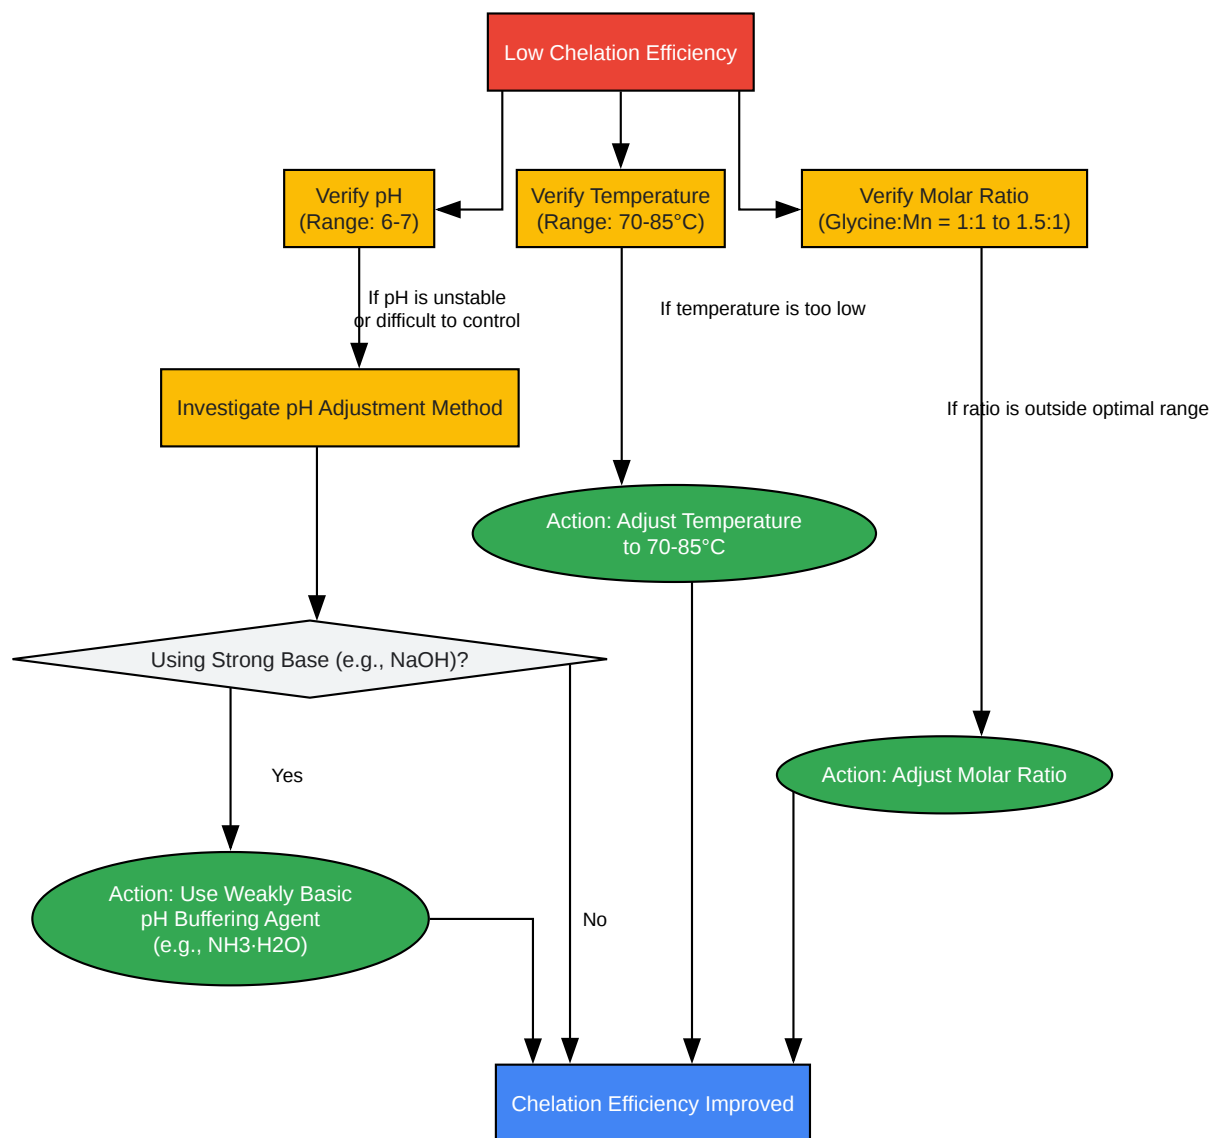 Low Chelation Efficiency
Verify pH
(Range: 6-7)
Verify Temperature
(Range: 70-85°C)
Verify Molar Ratio
(Glycine:Mn = 1:1 to 1.5:1)
If pH is unstable
or difficult to control
If temperature is too low
If ratio is outside optimal range
Investigate pH Adjustment Method
Action: Adjust Temperature
to 70-85°C
Using Strong Base (e.g., NaOH)?
Yes
Action: Adjust Molar Ratio
Action: Use Weakly Basic
pH Buffering Agent
(e.g., NH3·H2O)
No
Chelation Efficiency Improved